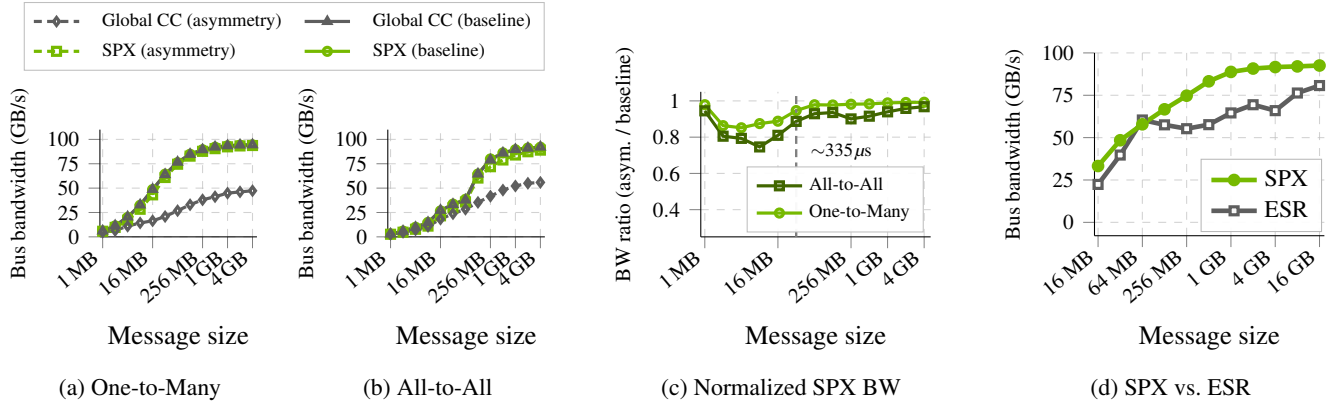 Global CC (asymmetry)
Global CC (baseline)
SPX (asymmetry)
SPX (baseline)
Bus bandwidth (GB/s)
100
75
50
25
0
1 MB
16 MB
256 MB
1 GB
4 GB
Message size
(a) One-to-Many
Bus bandwidth (GB/s)
100
75
50
25
0
1 MB
16 MB
256 MB
1 GB
4 GB
Message size
(b) All-to-All
BW ratio (asym. / baseline)
1
0.8
0.6
0.4
∼335 µs
All-to-All
One-to-Many
1 MB
16 MB
256 MB
1 GB
4 GB
Message size
(c) Normalized SPX BW
Bus bandwidth (GB/s)
100
75
50
25
0
SPX
ESR
16 MB
64 MB
256 MB
1 GB
4 GB
16 GB
Message size
(d) SPX vs. ESR